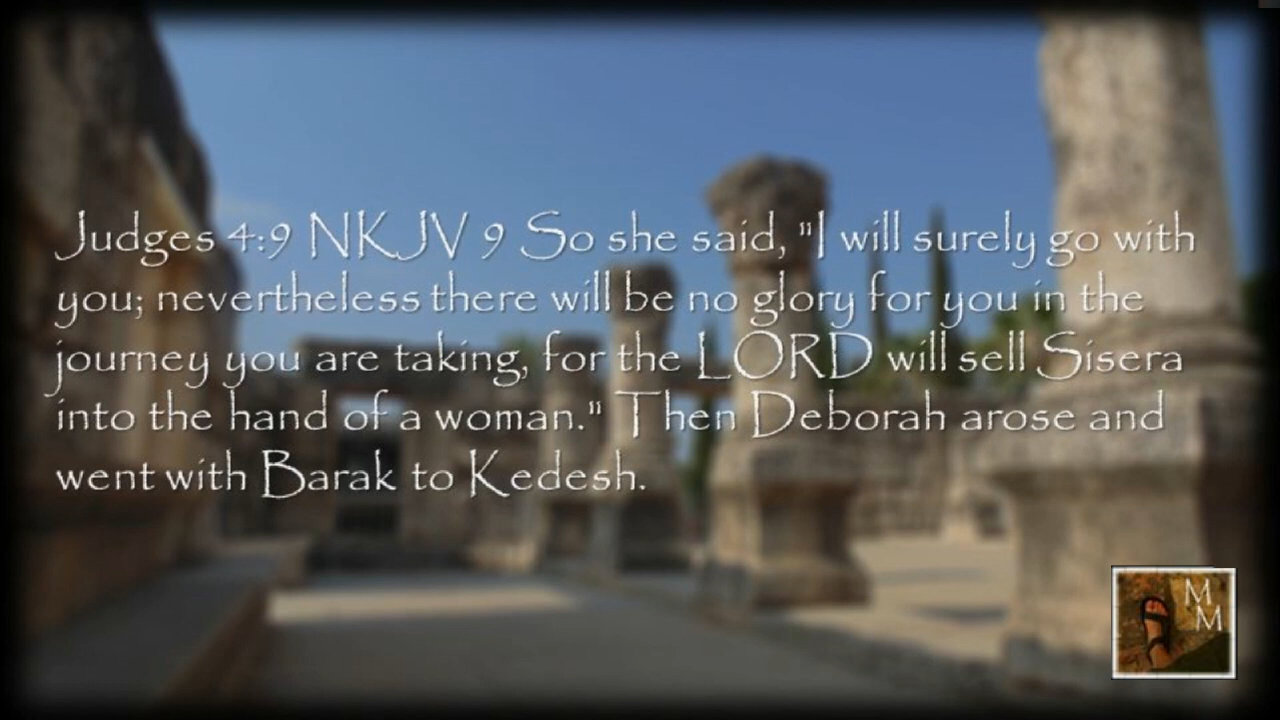 Judges 4:9 NKJV 9 So she said, "I will surely go with
you; nevertheless there will be no glory for you in the
journey you are taking, for the LORD will sell Sisera
into the hand of a woman." Then Deborah arose and
went with Barak to Kedesh.
M
M